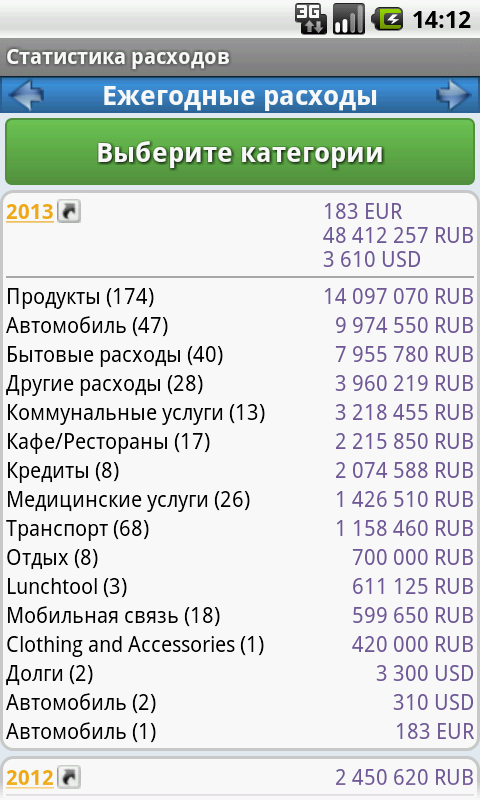 3G 14:12
Статистика расходов
Ежегодные расходы
Выберите категории
2013 183 EUR
48 412 257 RUB
3 610 USD
Продукты (174) 14 097 070 RUB
Автомобиль (47) 9 974 550 RUB
Бытовые расходы (40) 7 955 780 RUB
Другие расходы (28) 3 960 219 RUB
Коммунальные услуги (13) 3 218 455 RUB
Кафе/Рестораны (17) 2 215 850 RUB
Кредиты (8) 2 074 588 RUB
Медицинские услуги (26) 1 426 510 RUB
Транспорт (68) 1 158 460 RUB
Отдых (8) 700 000 RUB
Lunchtool (3) 611 125 RUB
Мобильная связь (18) 599 650 RUB
Clothing and Accessories (1) 420 000 RUB
Долги (2) 3 300 USD
Автомобиль (2) 310 USD
Автомобиль (1) 183 EUR
2012 2 450 620 RUB